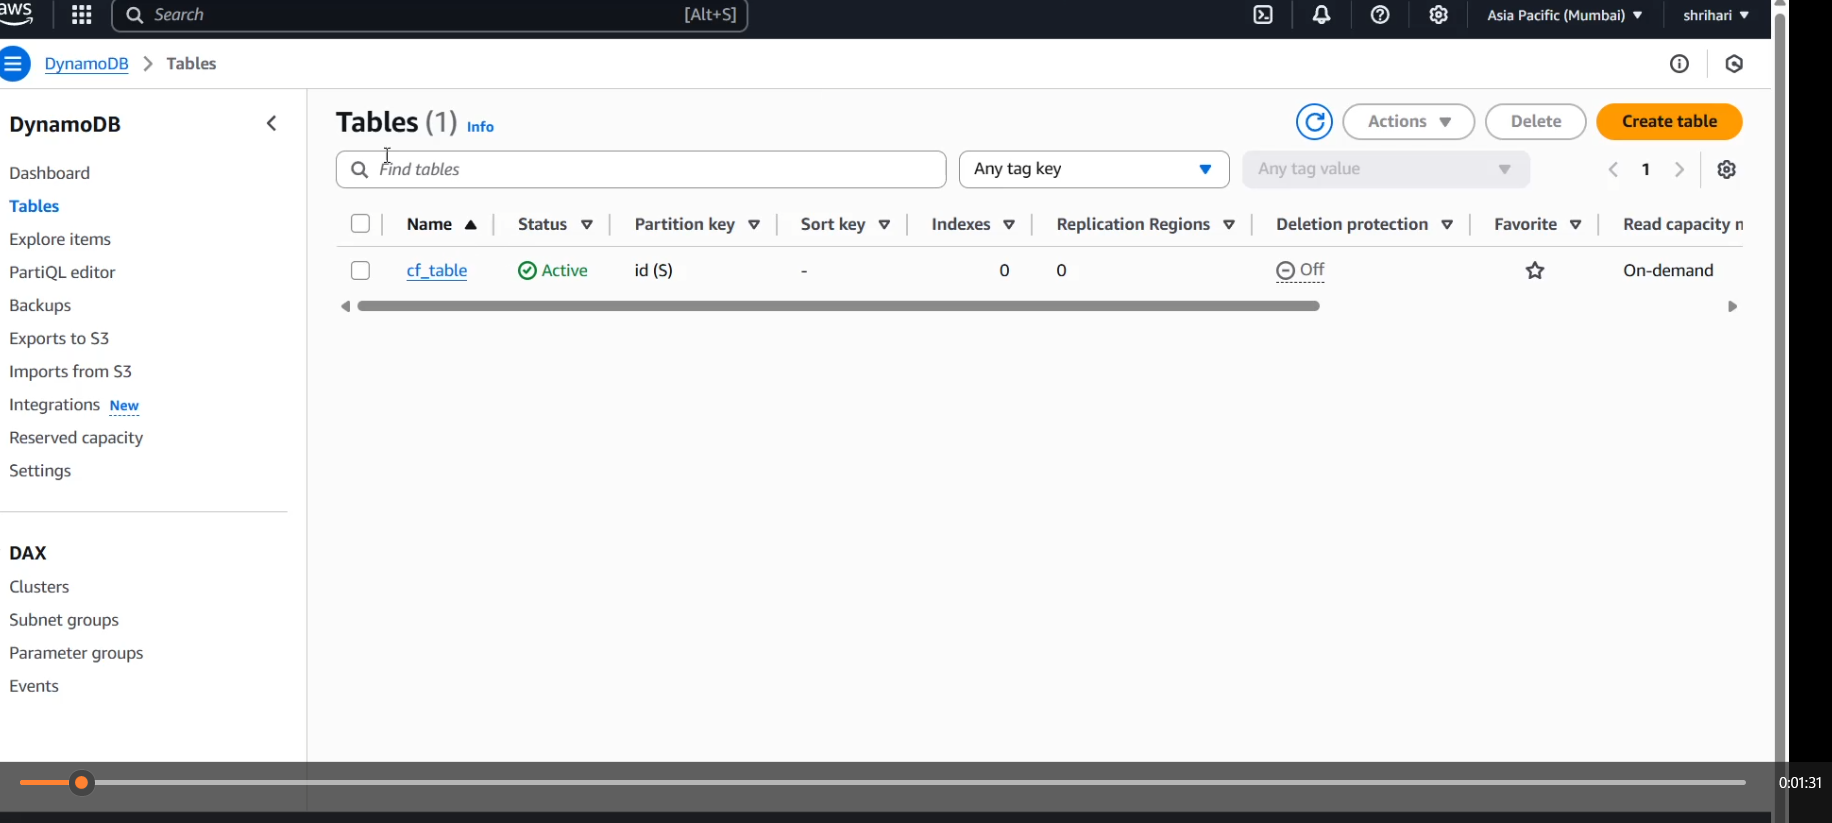 aws
Search [Alt+S] Asia Pacific (Mumbai) shrihari
DynamoDB > Tables
DynamoDB
Dashboard
Tables
Explore items
PartiQL editor
Backups
Exports to S3
Imports from S3
Integrations New
Reserved capacity
Settings
DAX
Clusters
Subnet groups
Parameter groups
Events
Tables (1) Info
Actions Delete Create table
Find tables Any tag key Any tag value 1
Name Status Partition key Sort key Indexes Replication Regions Deletion protection Favorite Read capacity
cf_table Active id (S) - 0 0 Off On-demand
0:01:31